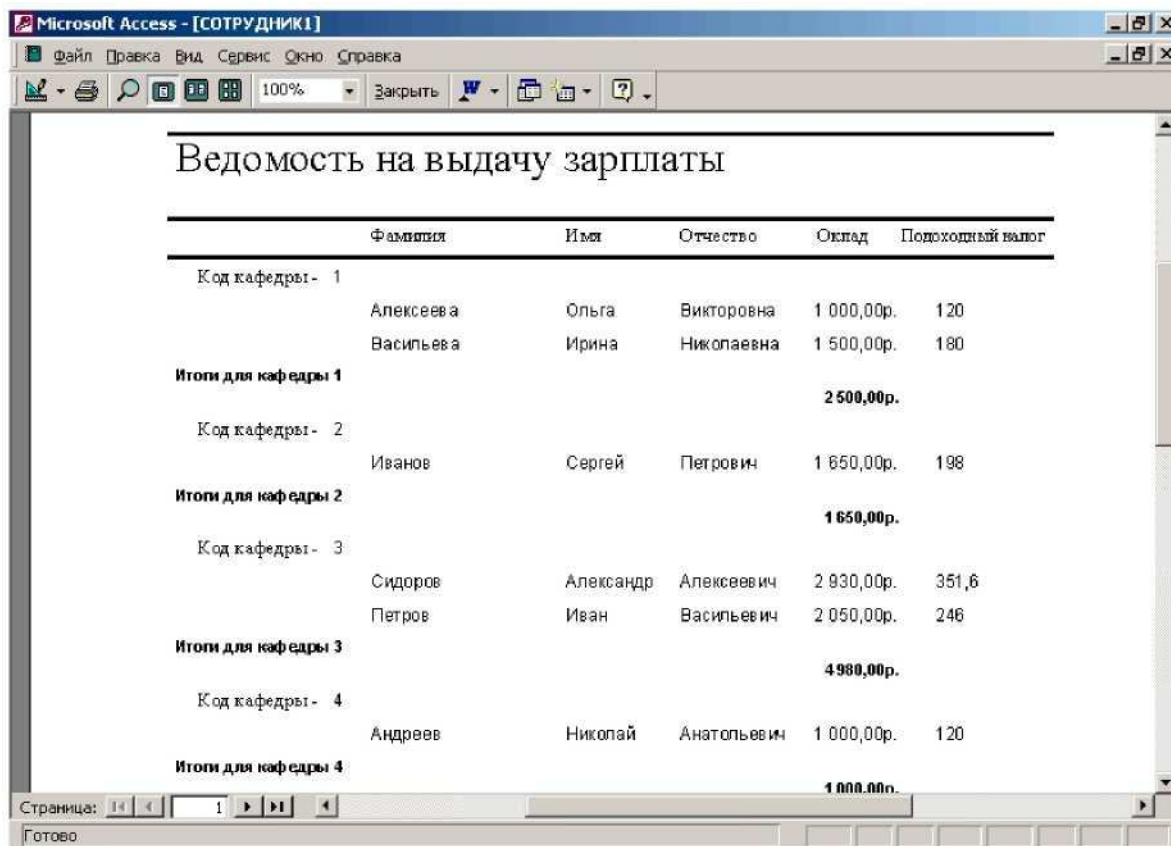 Microsoft Access - [СОТРУДНИК1]
Файл Правка Вид Сервис Окно Справка
100% Закрыть
Ведомость на выдачу зарплаты
Фамилия Имя Отчество Оклад Подоходный налог
Код кафедры - 1
Алексеева Ольга Викторовна 1 000,00р. 120
Васильева Ирина Николаевна 1 500,00р. 180
Итоги для кафедры 1
2 500,00р.
Код кафедры - 2
Иванов Сергей Петрович 1 650,00р. 198
Итоги для кафедры 2
1 650,00р.
Код кафедры - 3
Сидоров Александр Алексеевич 2 930,00р. 351,6
Петров Иван Васильевич 2 050,00р. 246
Итоги для кафедры 3
4 980,00р.
Код кафедры - 4
Андреев Николай Анатольевич 1 000,00р. 120
Итоги для кафедры 4
1 000,00р.
Страница: 1
Готово